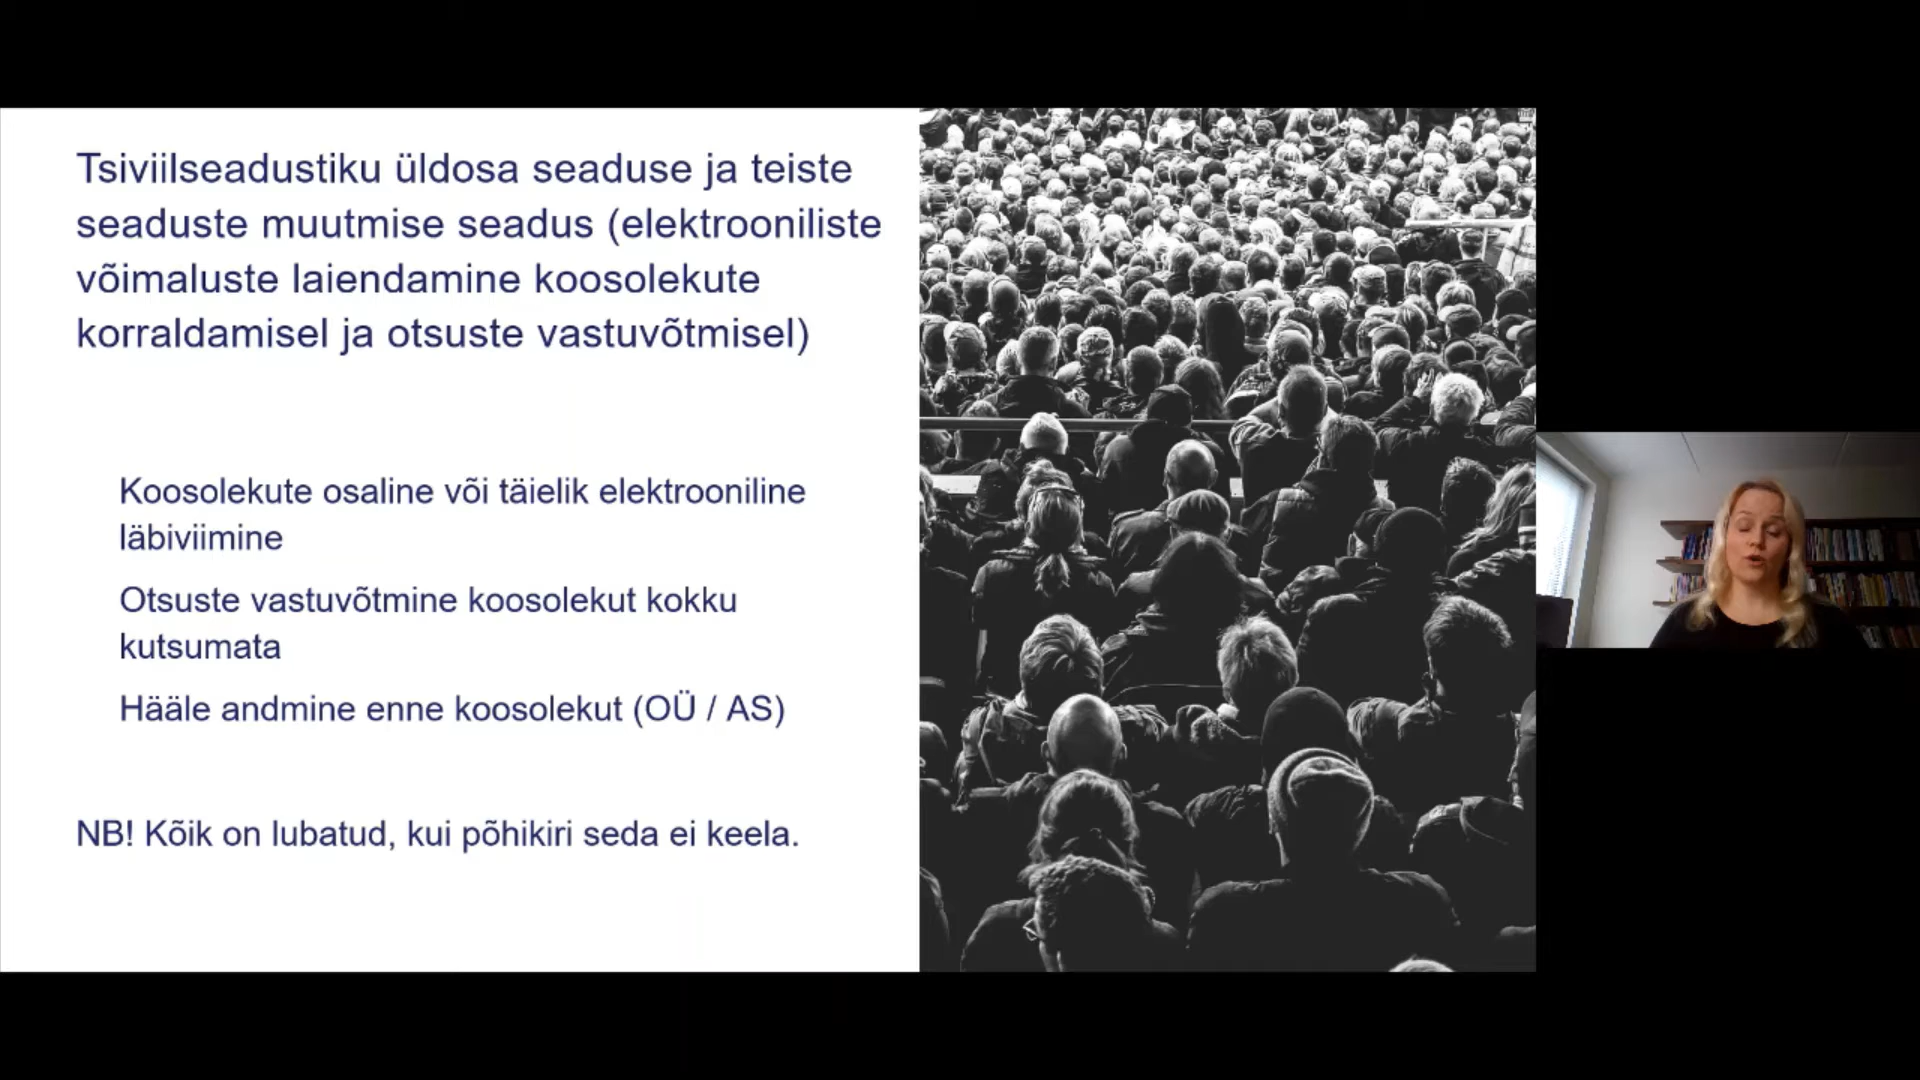 Tsiviilseadustiku üldosa seaduse ja teiste
seaduste muutmise seadus (elektrooniliste
võimaluste laiendamine koosolekute
korraldamisel ja otsuste vastuvõtmisel)
Koosolekute osaline või täielik elektrooniline
läbiviimine
Otsuste vastuvõtmine koosolekut kokku
kutsumata
Hääle andmine enne koosolekut (OÜ / AS)
NB! Kõik on lubatud, kui põhikiri seda ei keela.